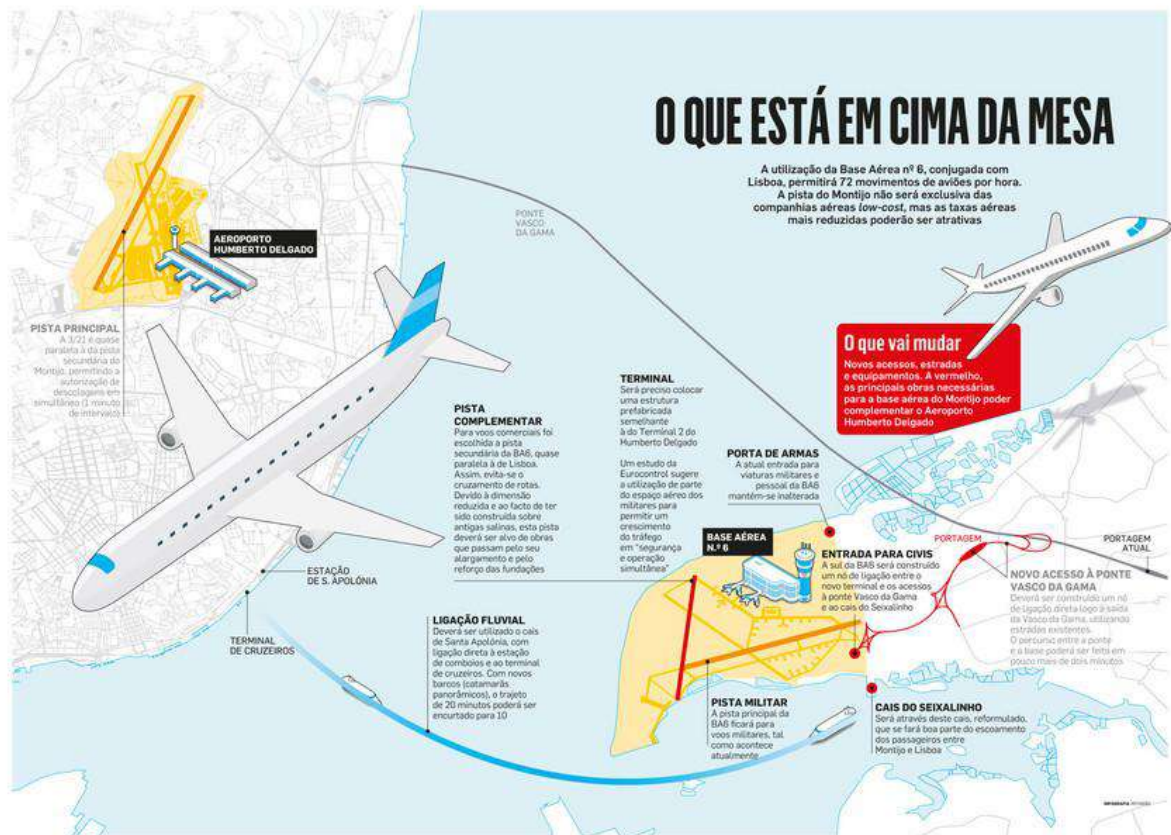 O QUE ESTÁ EM CIMA DA MESA
A utilização da Base Aérea nº 6, conjugada com
Lisboa, permitirá 72 movimentos de aviões por hora.
A pista do Montijo não será exclusiva das
companhias aéreas low-cost, mas as taxas aéreas
mais reduzidas poderão ser atrativas
PONTE
VASCO
DA GAMA
AEROPORTO
HUMBERTO DELGADO
PISTA PRINCIPAL
A 3/21 é quase
paralela à da pista
secundária do
Montijo, permitindo a
autorização de
descolagens em
simultâneo (1 minuto
de intervalo)
O que vai mudar
Novos acessos, estradas
e equipamentos. A vermelho,
as principais obras necessárias
para a base aérea do Montijo poder
complementar o Aeroporto
Humberto Delgado
PISTA
COMPLEMENTAR
Para voos comerciais foi
escolhida a pista
secundária da BA6, quase
paralela à de Lisboa.
Assim, evita-se o
cruzamento de rotas.
Devido à dimensão
reduzida e ao facto de ter
sido construída sobre
antigas salinas, esta pista
deverá ser alvo de obras
que passam pelo seu
alargamento e pelo
reforço das fundações
TERMINAL
Será preciso colocar
uma estrutura
prefabricada
semelhante
à do Terminal 2 do
Humberto Delgado
Um estudo da
Eurocontrol sugere
a utilização de parte
do espaço aéreo dos
militares para
permitir um
crescimento
do tráfego
em "segurança
e operação
simultânea"
PORTA DE ARMAS
A atual entrada para
viaturas militares e
pessoal da BA6
mantém-se inalterada
BASE AÉREA
N.º 6
ENTRADA PARA CIVIS
A sul da BA6 será construído
um nó de ligação entre o
novo terminal e os acessos
à ponte Vasco da Gama
e ao cais do Seixalinho
PORTAGEM
PORTAGEM
ATUAL
NOVO ACESSO À PONTE
VASCO DA GAMA
Deverá ser construído um nó
de ligação direta logo à saída
da Vasco da Gama, utilizando
estradas existentes.
O percurso entre a ponte
e a base poderá ser feito em
pouco mais de dois minutos
ESTAÇÃO
DE S. APOLÓNIA
TERMINAL
DE CRUZEIROS
LIGAÇÃO FLUVIAL
Deverá ser utilizado o cais
de Santa Apolónia, com
ligação direta à estação
de comboios e ao terminal
de cruzeiros. Com novos
barcos (catamarãs
panorâmicos), o trajeto
de 20 minutos poderá ser
encurtado para 10
PISTA MILITAR
A pista principal da
BA6 ficará para
voos militares, tal
como acontece
atualmente
CAIS DO SEIXALINHO
Será através deste cais, reformulado,
que se fará boa parte do escoamento
dos passageiros entre
Montijo e Lisboa